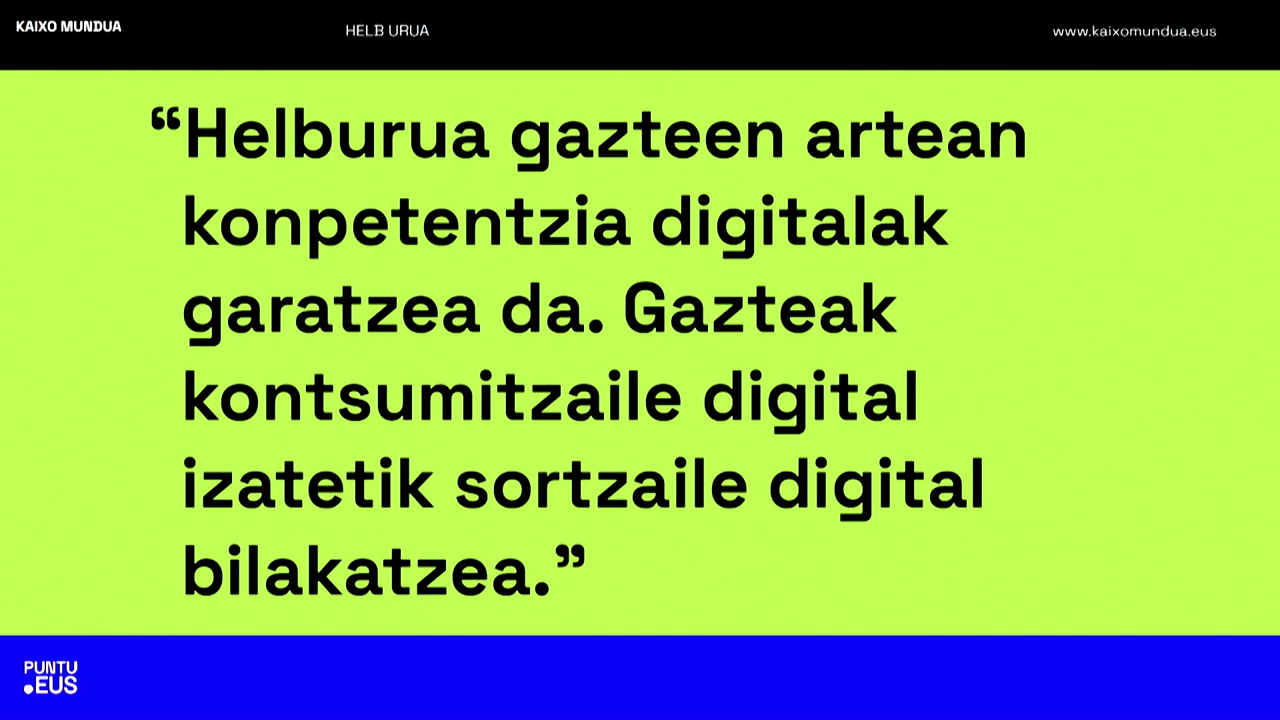 KAIXO MUNDUA
HELB URUA
www.kaixomundua.eus
“Helburua gazteen artean
konpetentzia digitalak
garatzea da. Gazteak
kontsumitzaile digital
izatetik sortzaile digital
bilakatzea.”
PUNTU
.EUS